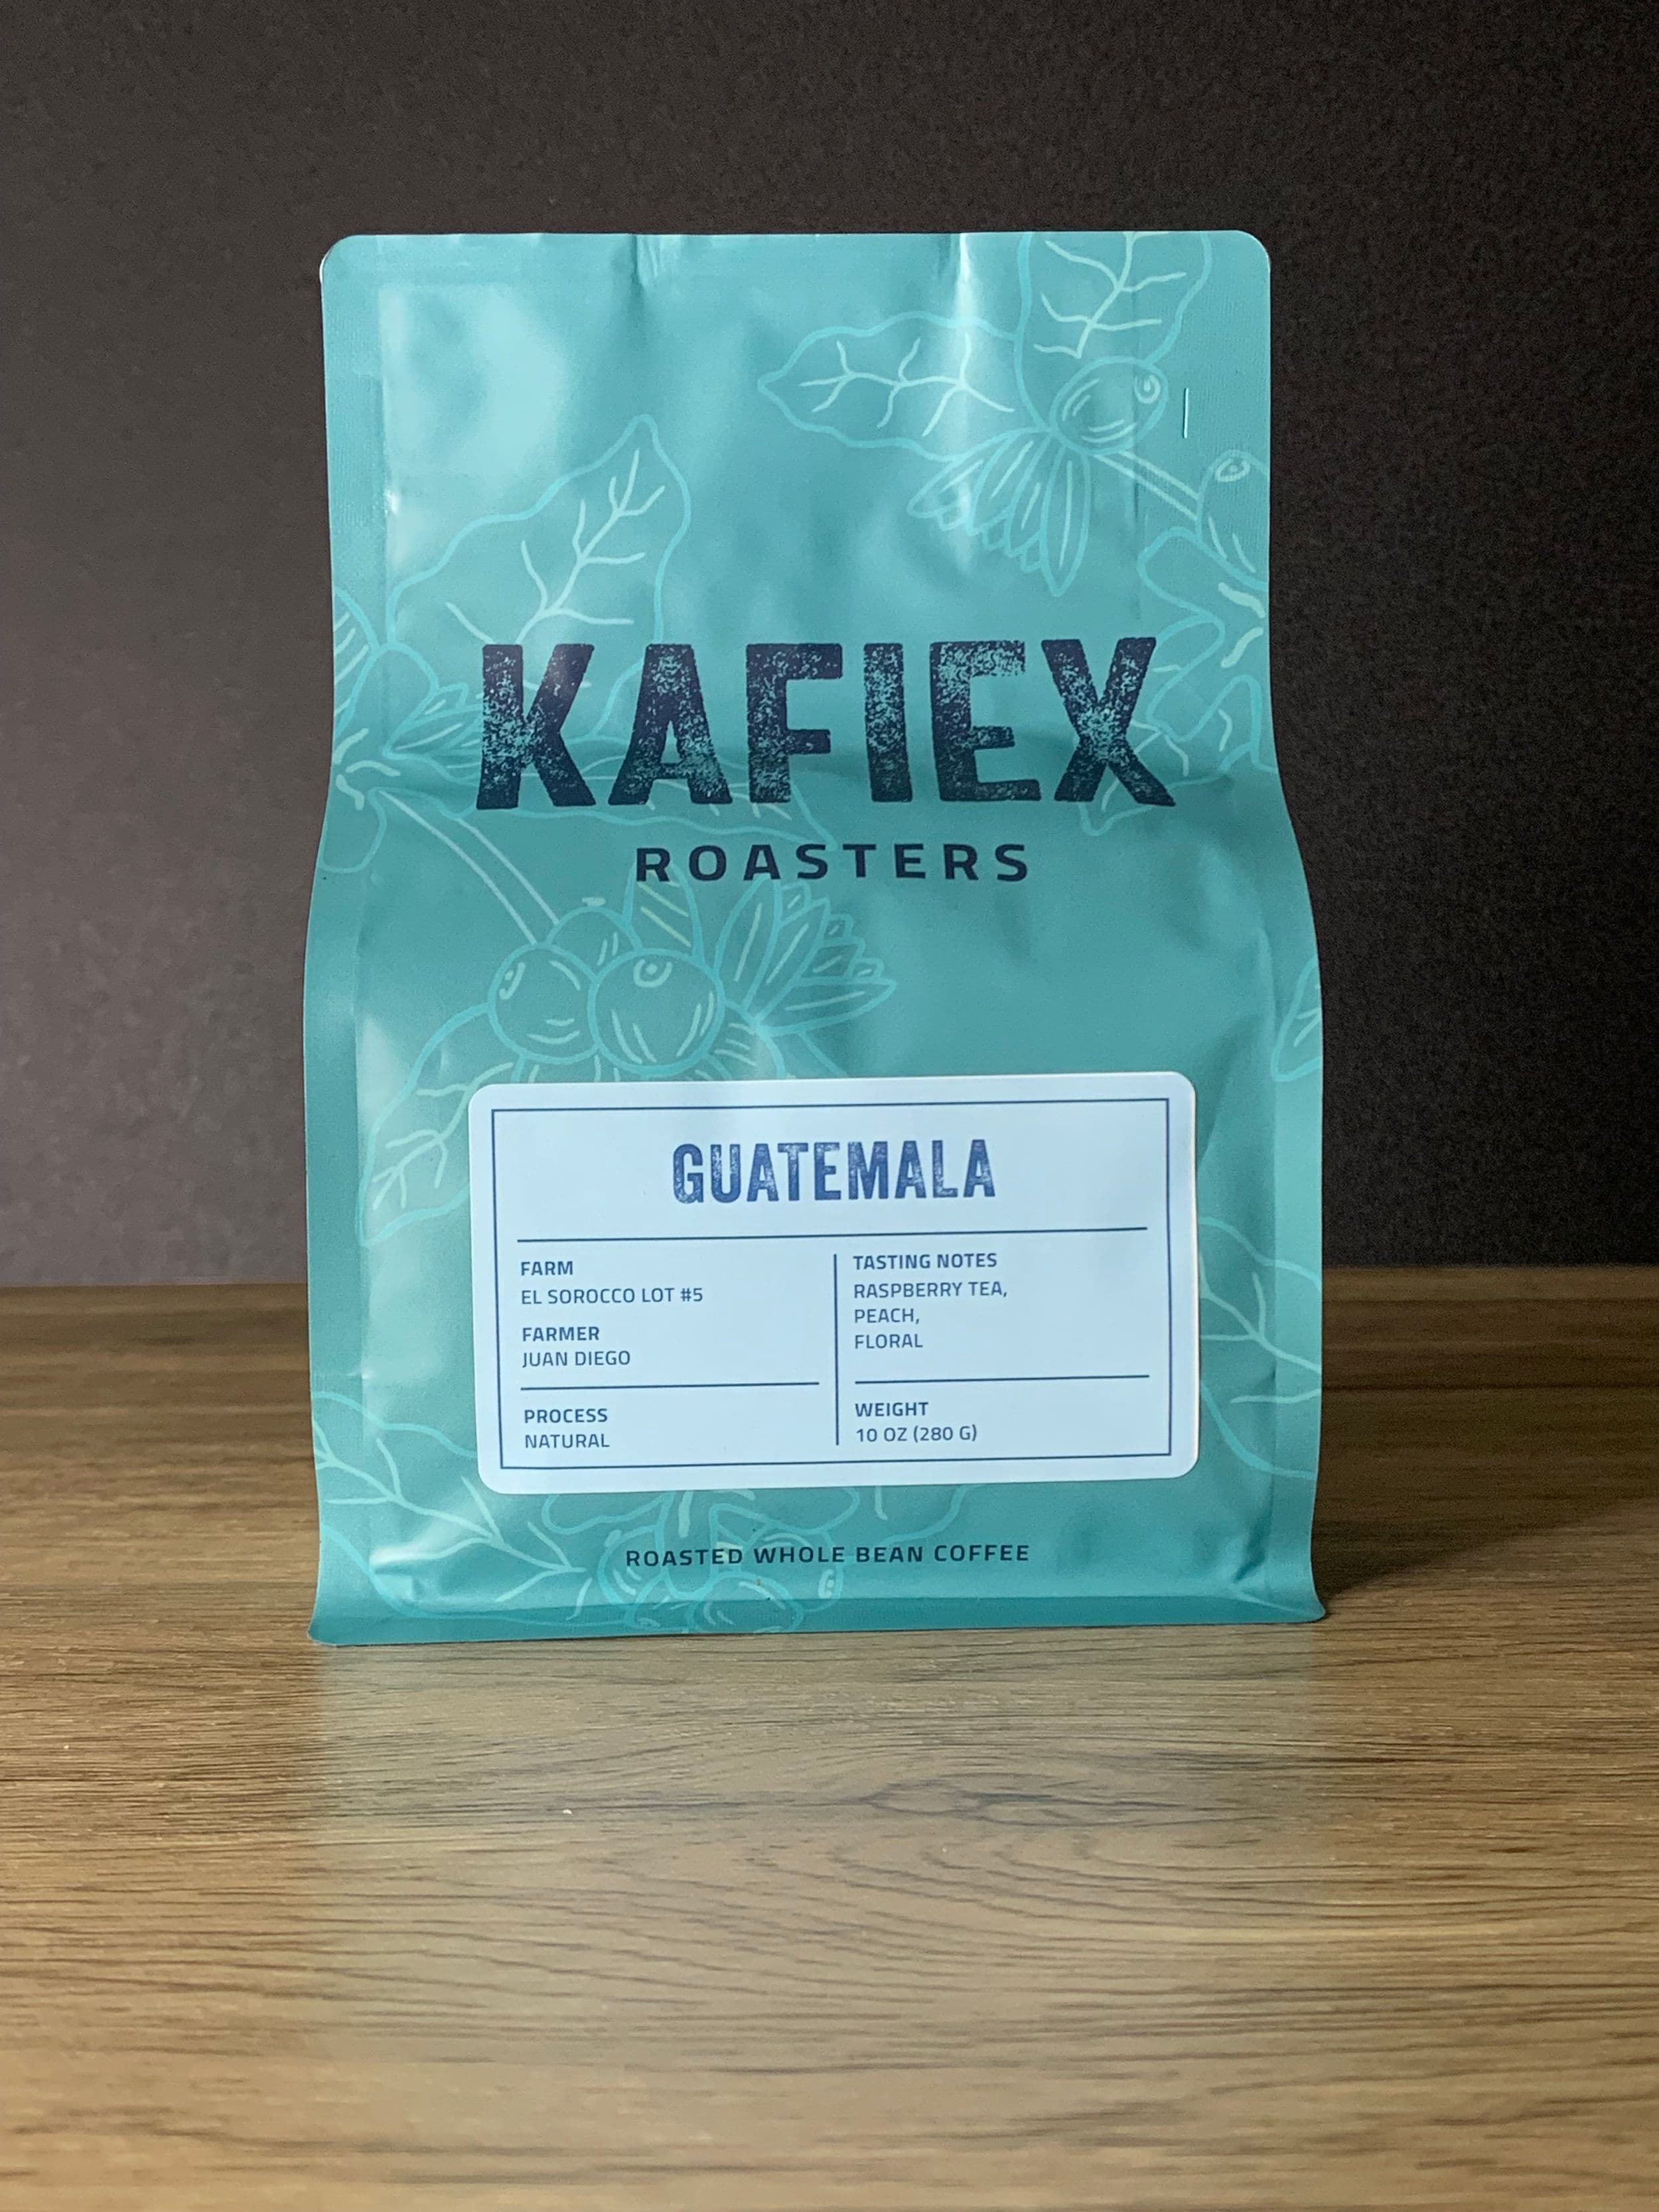 KAFIEX
ROASTERS
GUATEMALA
FARM
EL SOROCCO LOT #5
FARMER
JUAN DIEGO
PROCESS
NATURAL
TASTING NOTES
RASPBERRY TEA,
PEACH,
FLORAL
WEIGHT
10 OZ (280 G)
ROASTED WHOLE BEAN COFFEE